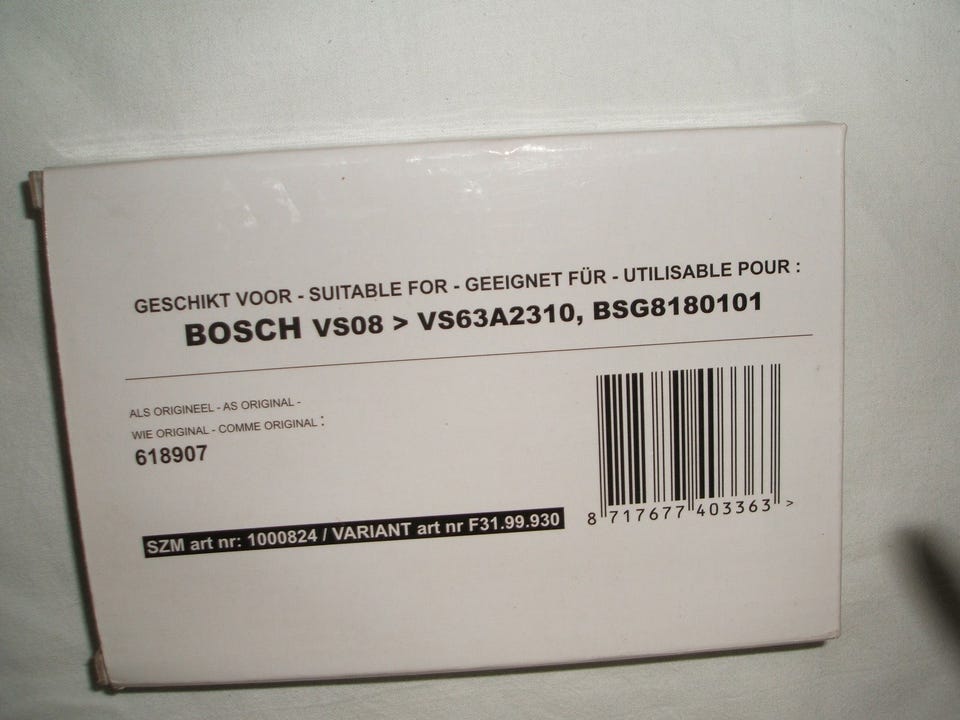 GESCHIKT VOOR - SUITABLE FOR - GEEIGNET FÜR - UTILISABLE POUR :
BOSCH VS08 > VS63A2310, BSG8180101
ALS ORIGINEEL - AS ORIGINAL -
WIE ORIGINAL - COMME ORIGINAL :
618907
SZM art nr: 1000824 / VARIANT art nr F31.99.930
8 717677 403363 >